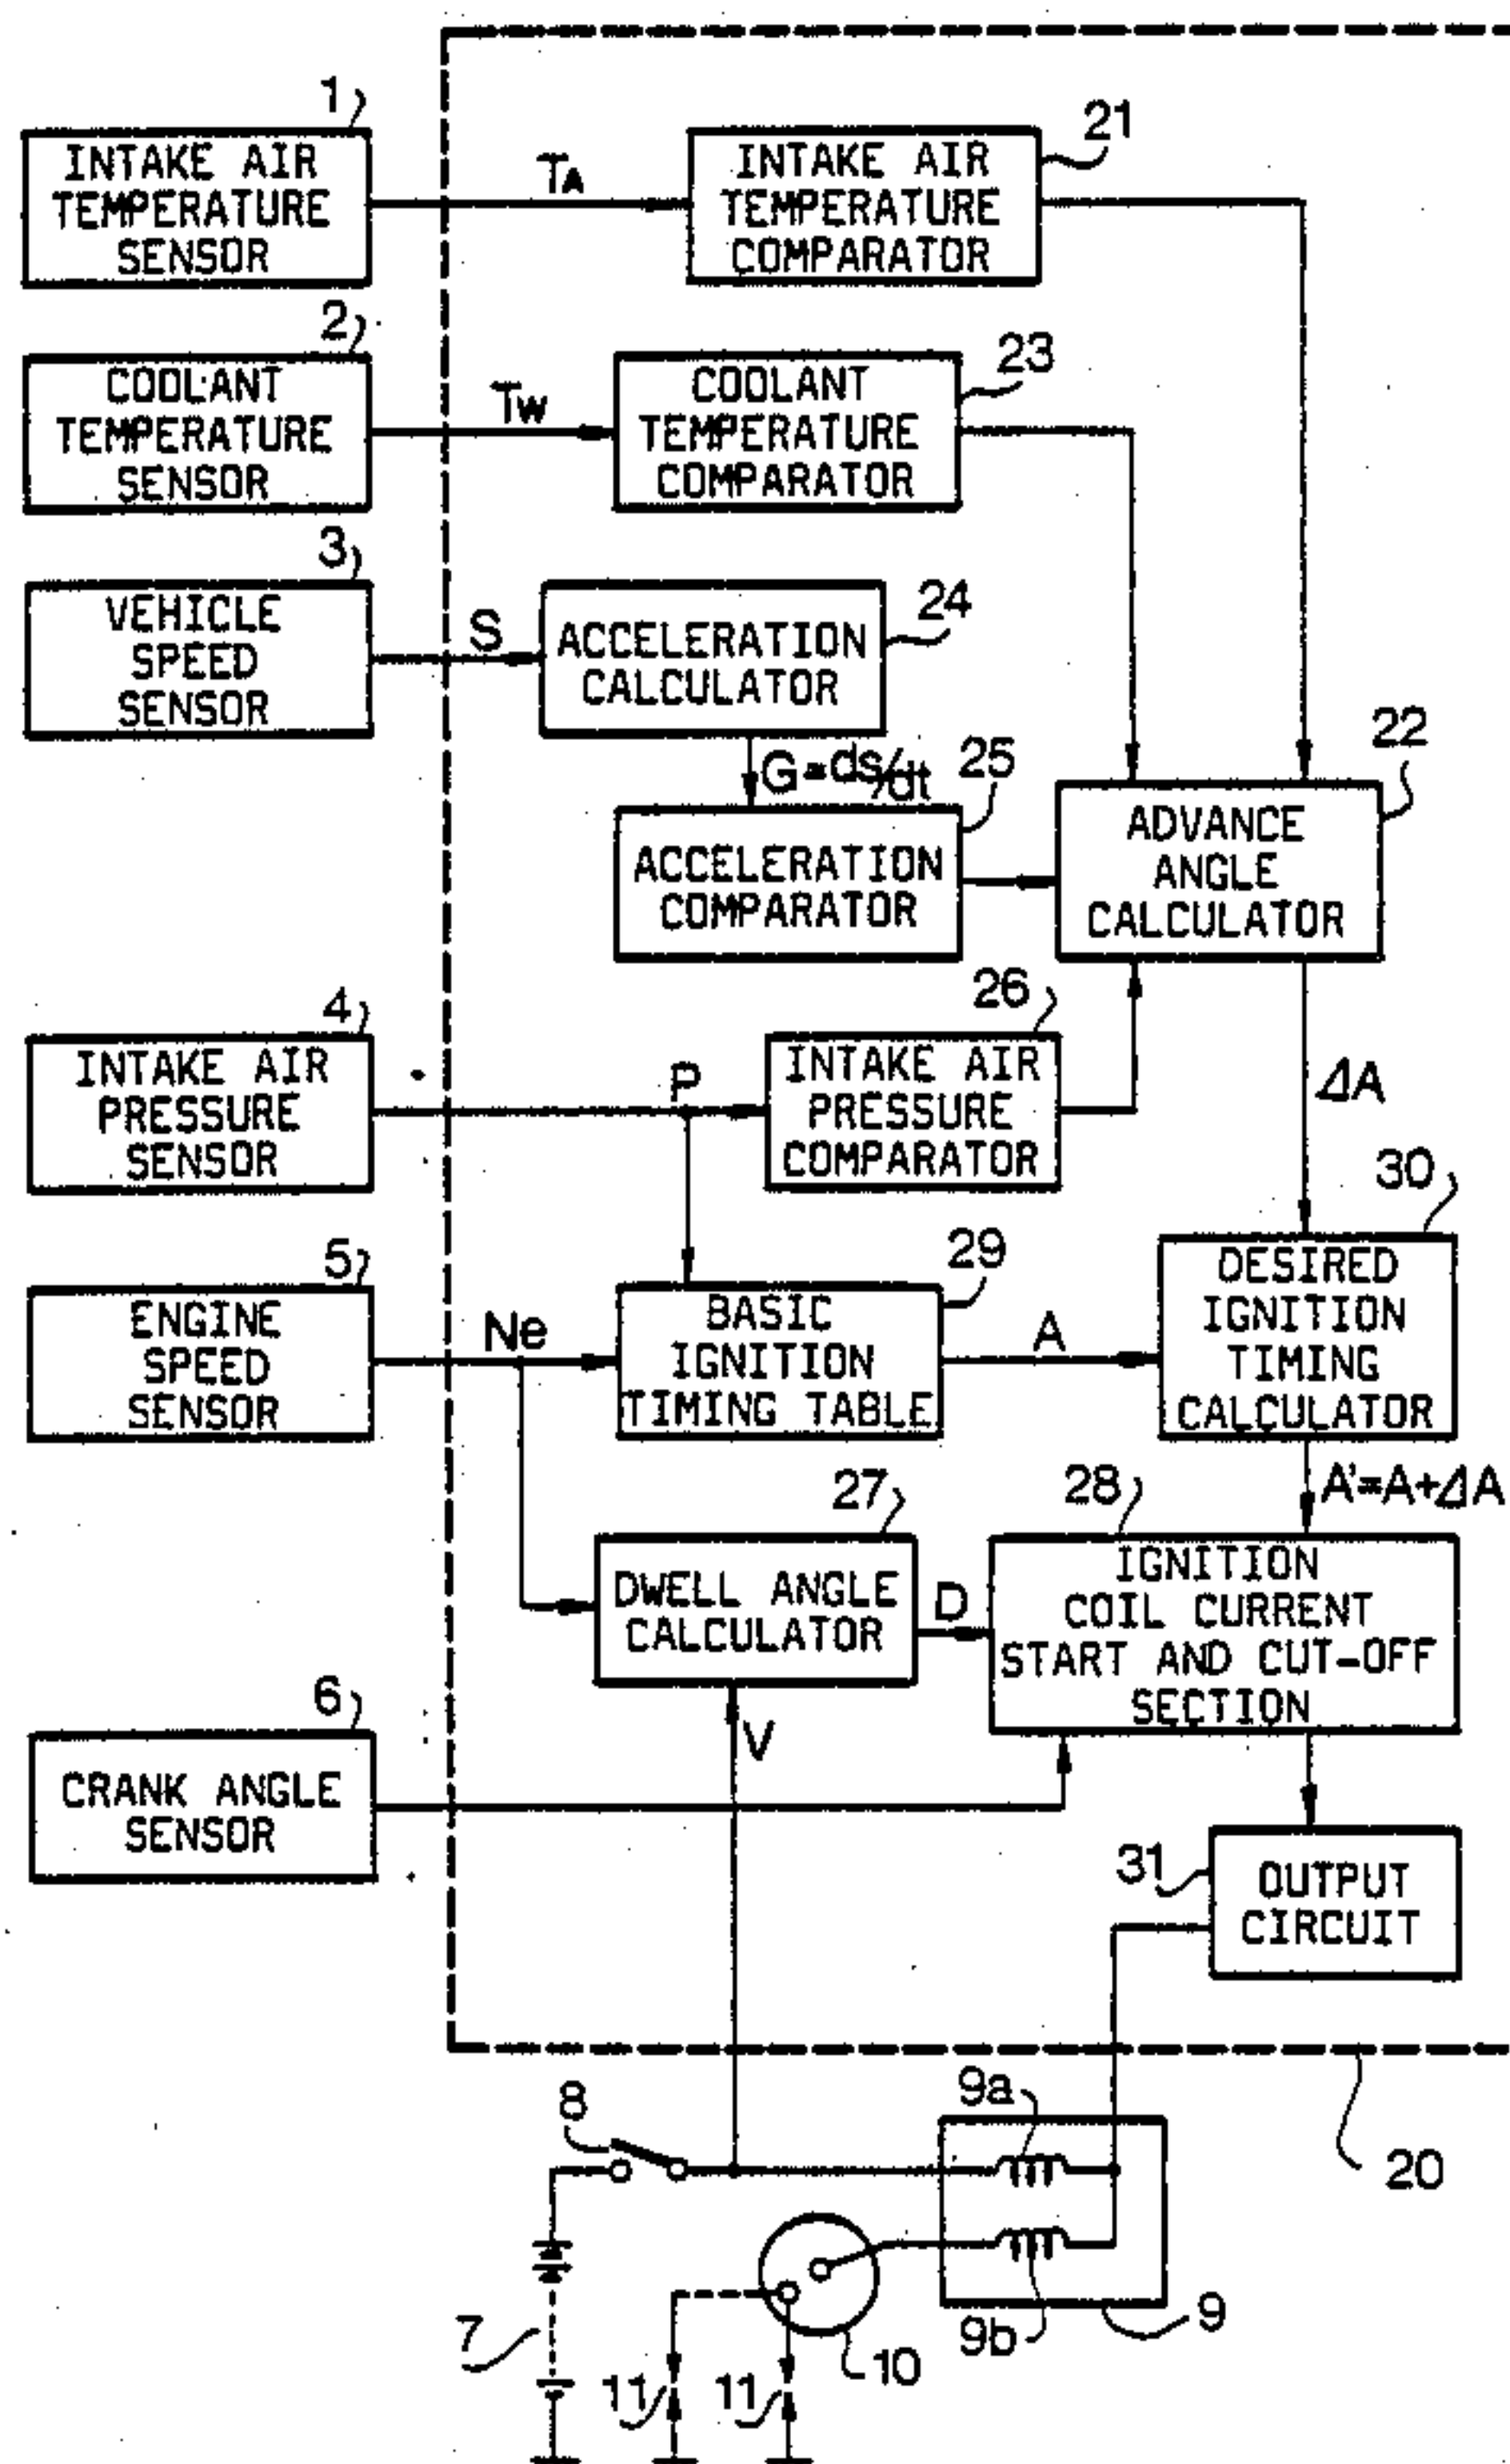 1
INTAKE AIR
TEMPERATURE
SENSOR
TA
21
INTAKE AIR
TEMPERATURE
COMPARATOR
2
COOLANT
TEMPERATURE
SENSOR
Tw
23
COOLANT
TEMPERATURE
COMPARATOR
3
VEHICLE
SPEED
SENSOR
S
24
ACCELERATION
CALCULATOR
G=ds/dt
25
ACCELERATION
COMPARATOR
22
ADVANCE
ANGLE
CALCULATOR
4
INTAKE AIR
PRESSURE
SENSOR
P
26
INTAKE AIR
PRESSURE
COMPARATOR
ΔA
5
ENGINE
SPEED
SENSOR
Ne
29
BASIC
IGNITION
TIMING TABLE
A
30
DESIRED
IGNITION
TIMING
CALCULATOR
A'=A+ΔA
27
DWELL ANGLE
CALCULATOR
D
28
IGNITION
COIL CURRENT
START AND CUT-OFF
SECTION
6
CRANK ANGLE
SENSOR
V
31
OUTPUT
CIRCUIT
8
9a
20
7
11
11
10
9b
9